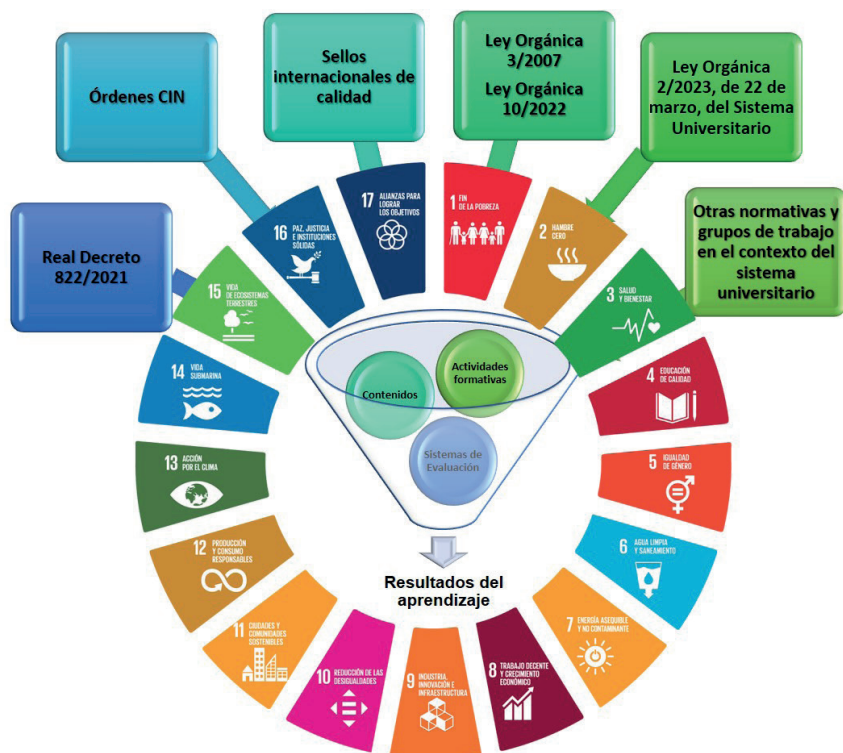 Órdenes CIN
Sellos
internacionales de
calidad
Ley Orgánica
3/2007
Ley Orgánica
10/2022
Ley Orgánica
2/2023, de 22 de
marzo, del Sistema
Universitario
Real Decreto
822/2021
Otras normativas y
grupos de trabajo
en el contexto del
sistema
universitario
1 FIN
DE LA POBREZA
2 HAMBRE
CERO
3 SALUD
Y BIENESTAR
4 EDUCACIÓN
DE CALIDAD
5 IGUALDAD
DE GÉNERO
6 AGUA LIMPIA
Y SANEAMIENTO
7 ENERGÍA ASEQUIBLE
Y NO CONTAMINANTE
8 TRABAJO DECENTE
Y CRECIMIENTO
ECONÓMICO
9 INDUSTRIA,
INNOVACIÓN E
INFRAESTRUCTURA
10 REDUCCIÓN DE LAS
DESIGUALDADES
11 CIUDADES Y
COMUNIDADES
SOSTENIBLES
12 PRODUCCIÓN
Y CONSUMO
RESPONSABLES
13 ACCIÓN
POR EL CLIMA
14 VIDA
SUBMARINA
15 VIDA
DE ECOSISTEMAS
TERRESTRES
16 PAZ, JUSTICIA
E INSTITUCIONES
SÓLIDAS
17 ALIANZAS PARA
LOGRAR
LOS OBJETIVOS
Contenidos
Actividades
formativas
Sistemas de
Evaluación
Resultados del
aprendizaje